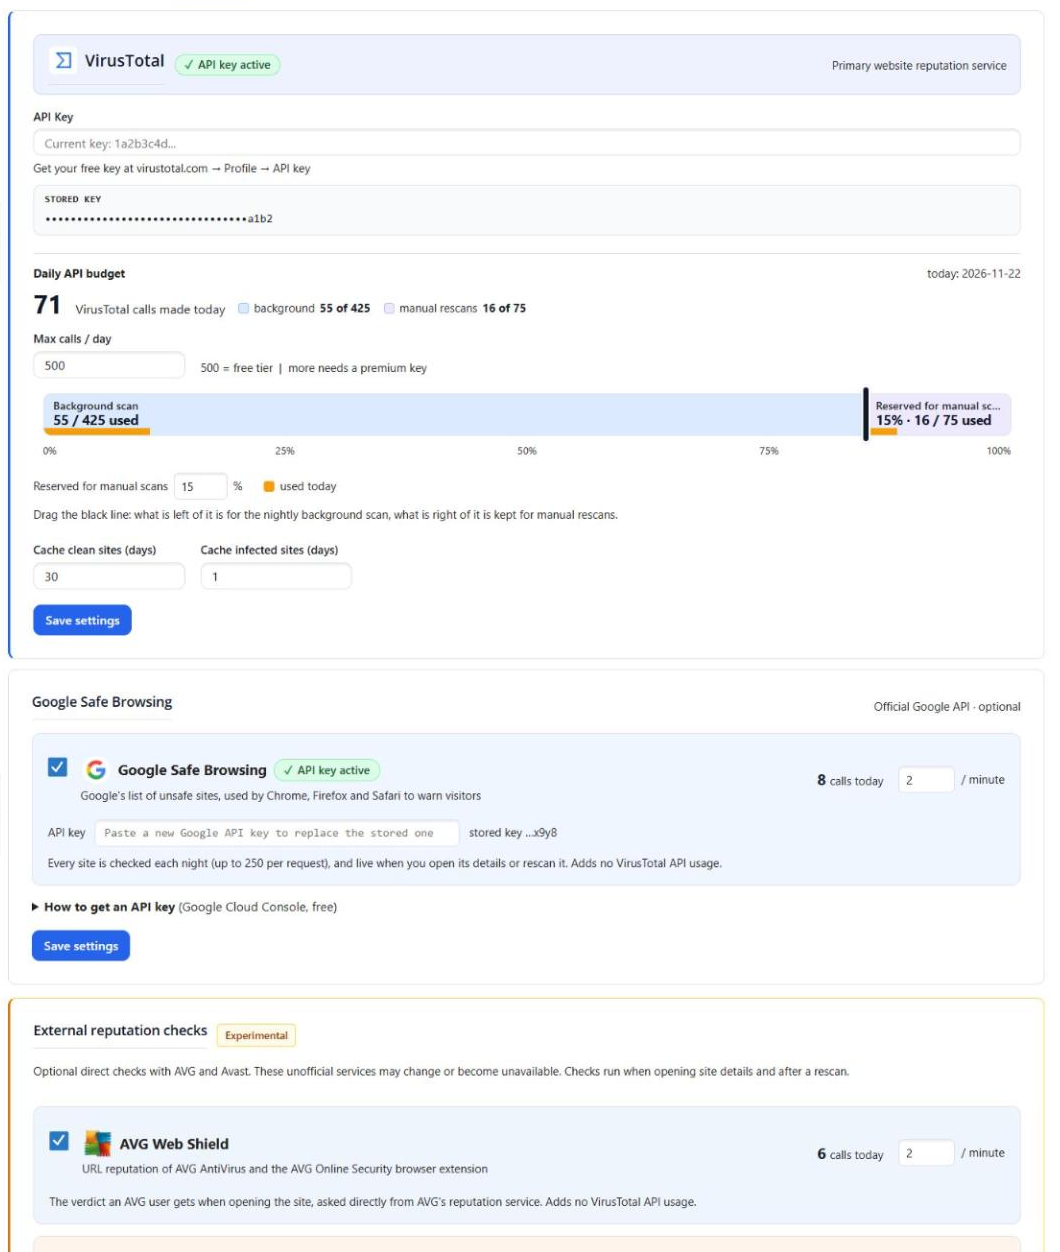 VirusTotal ✓ API key active Primary website reputation service
API Key
Current key: 1a2b3c4d...
Get your free key at virustotal.com → Profile → API key
STORED KEY
••••••••••••••••••••••••••••••••a1b2
Daily API budget today: 2026-11-22
71 VirusTotal calls made today background 55 of 425 manual rescans 16 of 75
Max calls / day
500 500 = free tier | more needs a premium key
Background scan Reserved for manual sc...
55 / 425 used 15% · 16 / 75 used
0% 25% 50% 75% 100%
Reserved for manual scans 15 % used today
Drag the black line: what is left of it is for the nightly background scan, what is right of it is kept for manual rescans.
Cache clean sites (days) Cache infected sites (days)
30 1
Save settings
Google Safe Browsing Official Google API · optional
Google Safe Browsing ✓ API key active 8 calls today 2 / minute
Google's list of unsafe sites, used by Chrome, Firefox and Safari to warn visitors
API key Paste a new Google API key to replace the stored one stored key ...x9y8
Every site is checked each night (up to 250 per request), and live when you open its details or rescan it. Adds no VirusTotal API usage.
▶ How to get an API key (Google Cloud Console, free)
Save settings
External reputation checks Experimental
Optional direct checks with AVG and Avast. These unofficial services may change or become unavailable. Checks run when opening site details and after a rescan.
AVG Web Shield 6 calls today 2 / minute
URL reputation of AVG AntiVirus and the AVG Online Security browser extension
The verdict an AVG user gets when opening the site, asked directly from AVG's reputation service. Adds no VirusTotal API usage.